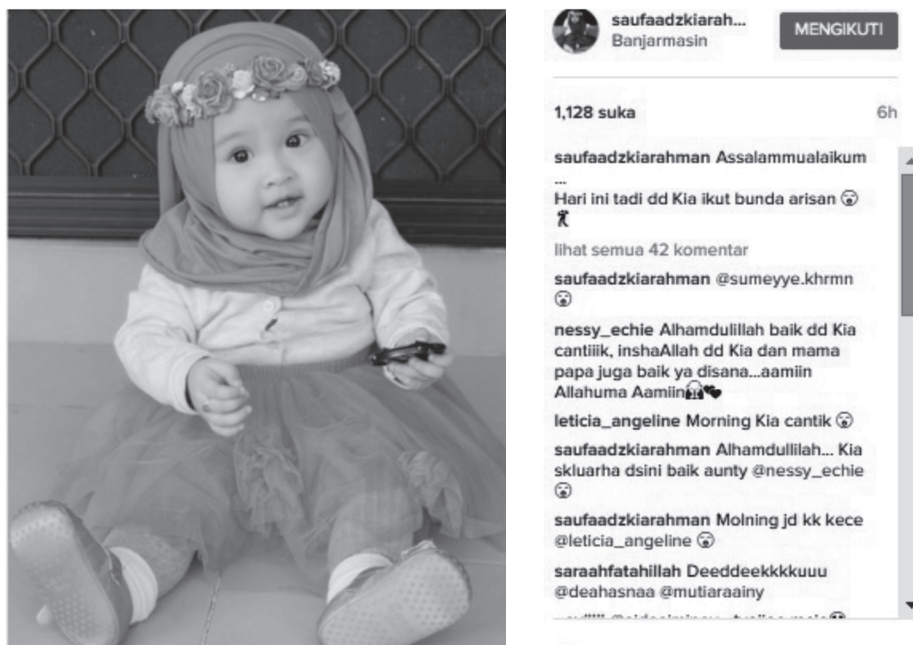 saufaadzkiarah...
Banjarmasin
MENGIKUTI
1,128 suka
6h
saufaadzkiarahman Assalammualaikum
...
Hari ini tadi dd Kia ikut bunda arisan
lihat semua 42 komentar
saufaadzkiarahman @sumeyye.khrmn
nessy_echie Alhamdulillah baik dd Kia
cantiiik, inshaAllah dd Kia dan mama
papa juga baik ya disana...aamiin
Allahuma Aamiin
leticia_angeline Morning Kia cantik
saufaadzkiarahman Alhamdullilah... Kia
skluarha dsini baik aunty @nessy_echie
saufaadzkiarahman Molning jd kk kece
@leticia_angeline
saraahfatahillah Deeddeekkkkuuu
@deahasnaa @mutiaraainy